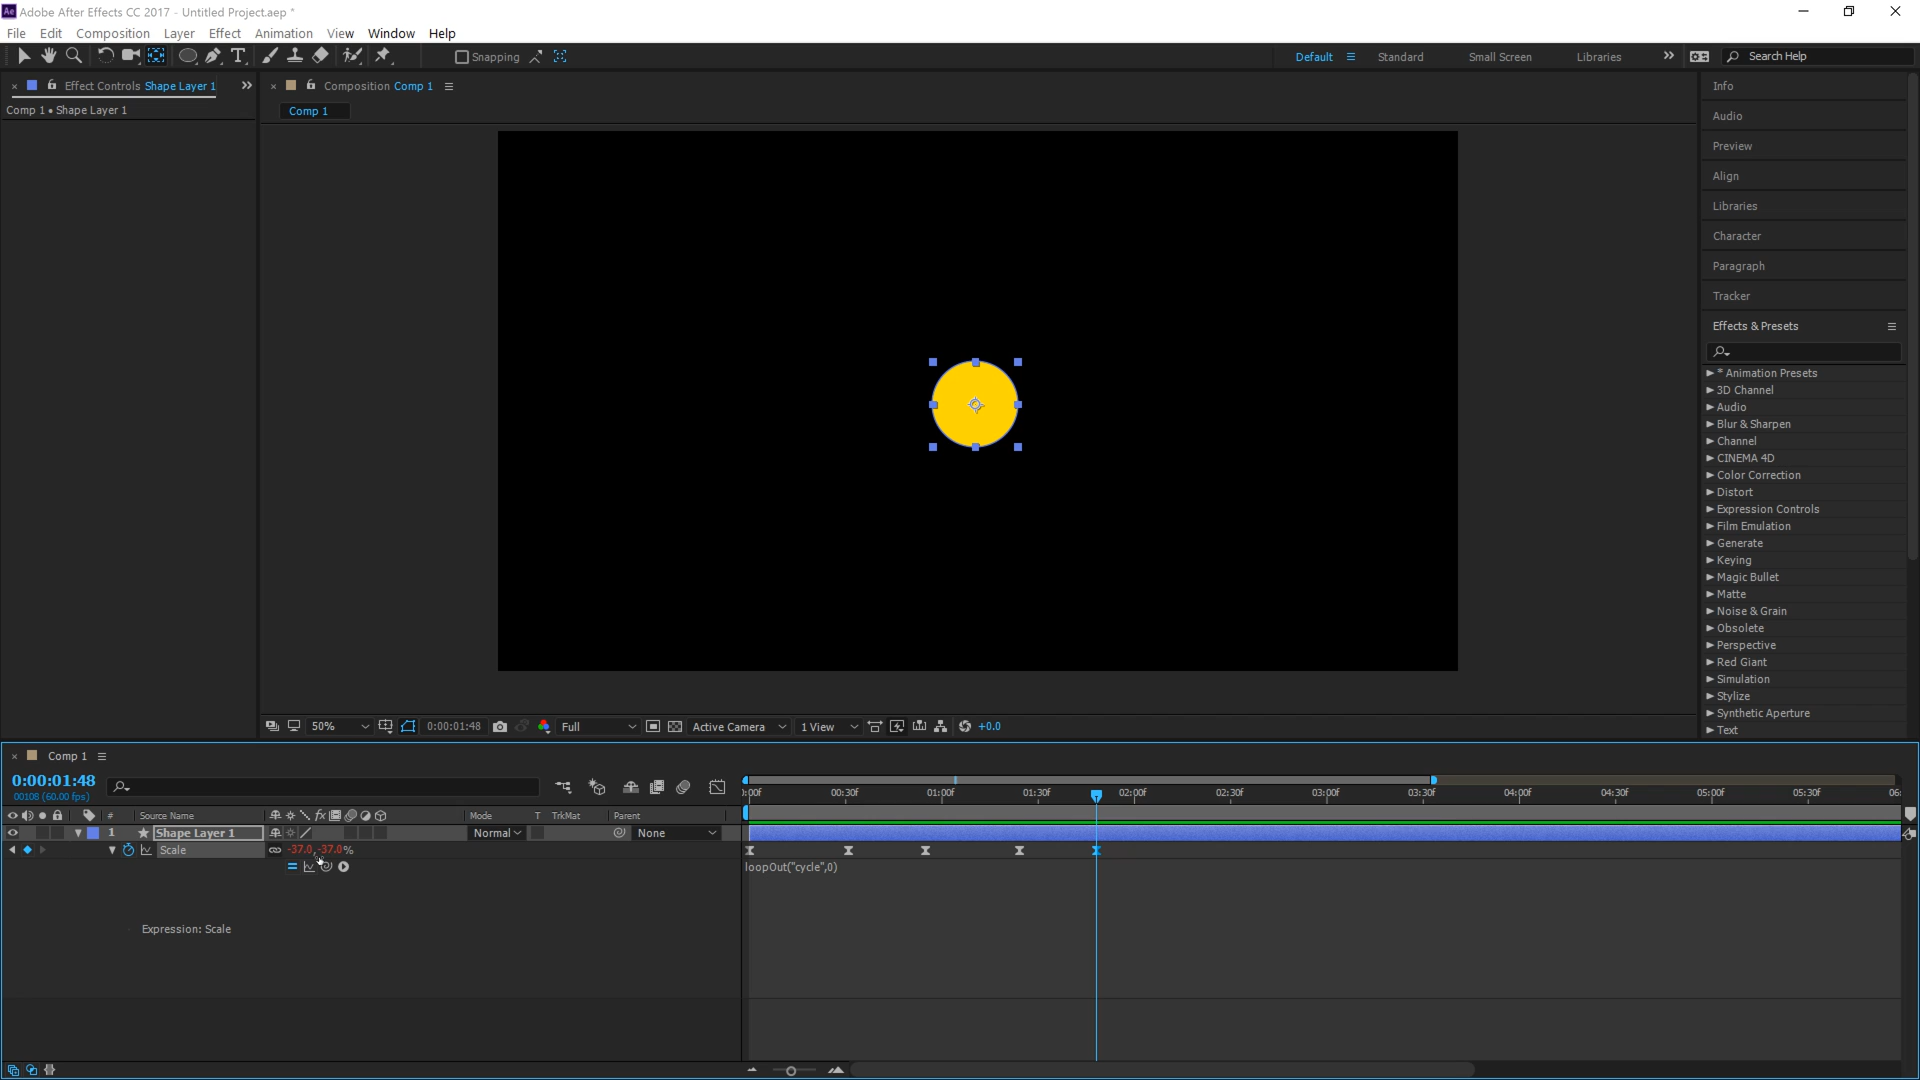 Ae Adobe After Effects CC 2017 - Untitled Project.aep *
File Edit Composition Layer Effect Animation View Window Help
T Snapping Default Standard Small Screen Libraries Search Help
Effect Controls Shape Layer 1
Composition Comp 1
Info
Comp 1 • Shape Layer 1
Comp 1
Audio
Preview
Align
Libraries
Character
Paragraph
Tracker
Effects & Presets
* Animation Presets
3D Channel
Audio
Blur & Sharpen
Channel
CINEMA 4D
Color Correction
Distort
Expression Controls
Film Emulation
Generate
Keying
Magic Bullet
Matte
Noise & Grain
Obsolete
Perspective
Red Giant
Simulation
Stylize
Synthetic Aperture
Text
50% 0:00:01:48 Full Active Camera 1 View +0.0
Comp 1
0:00:01:48
00108 (60.00 fps)
):00f 00:30f 01:00f 01:30f 02:00f 02:30f 03:00f 03:30f 04:00f 04:30f 05:00f 05:30f 06:
# Source Name fx Mode T TrkMat Parent
1 Shape Layer 1 Normal None
Scale -37.0,-37.0%
loopOut("cycle",0)
Expression: Scale